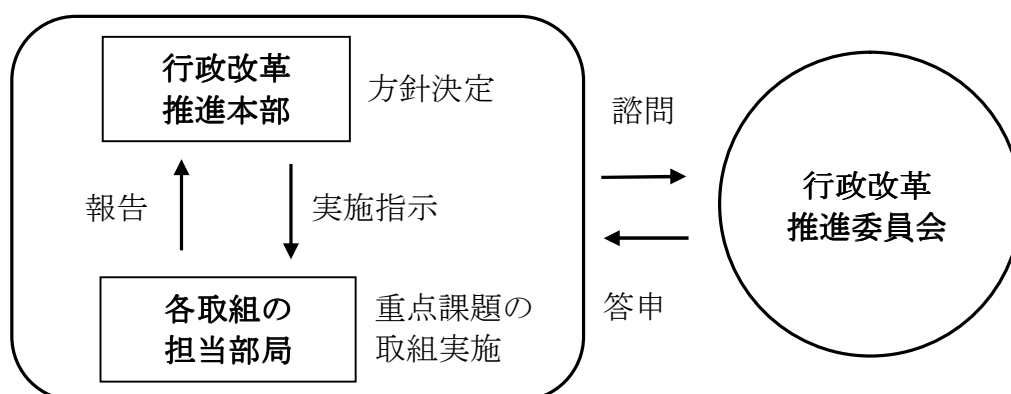 行政改革
推進本部
方針決定
報告
実施指示
各取組の
担当部局
重点課題の
取組実施
諮問
答申
行政改革
推進委員会